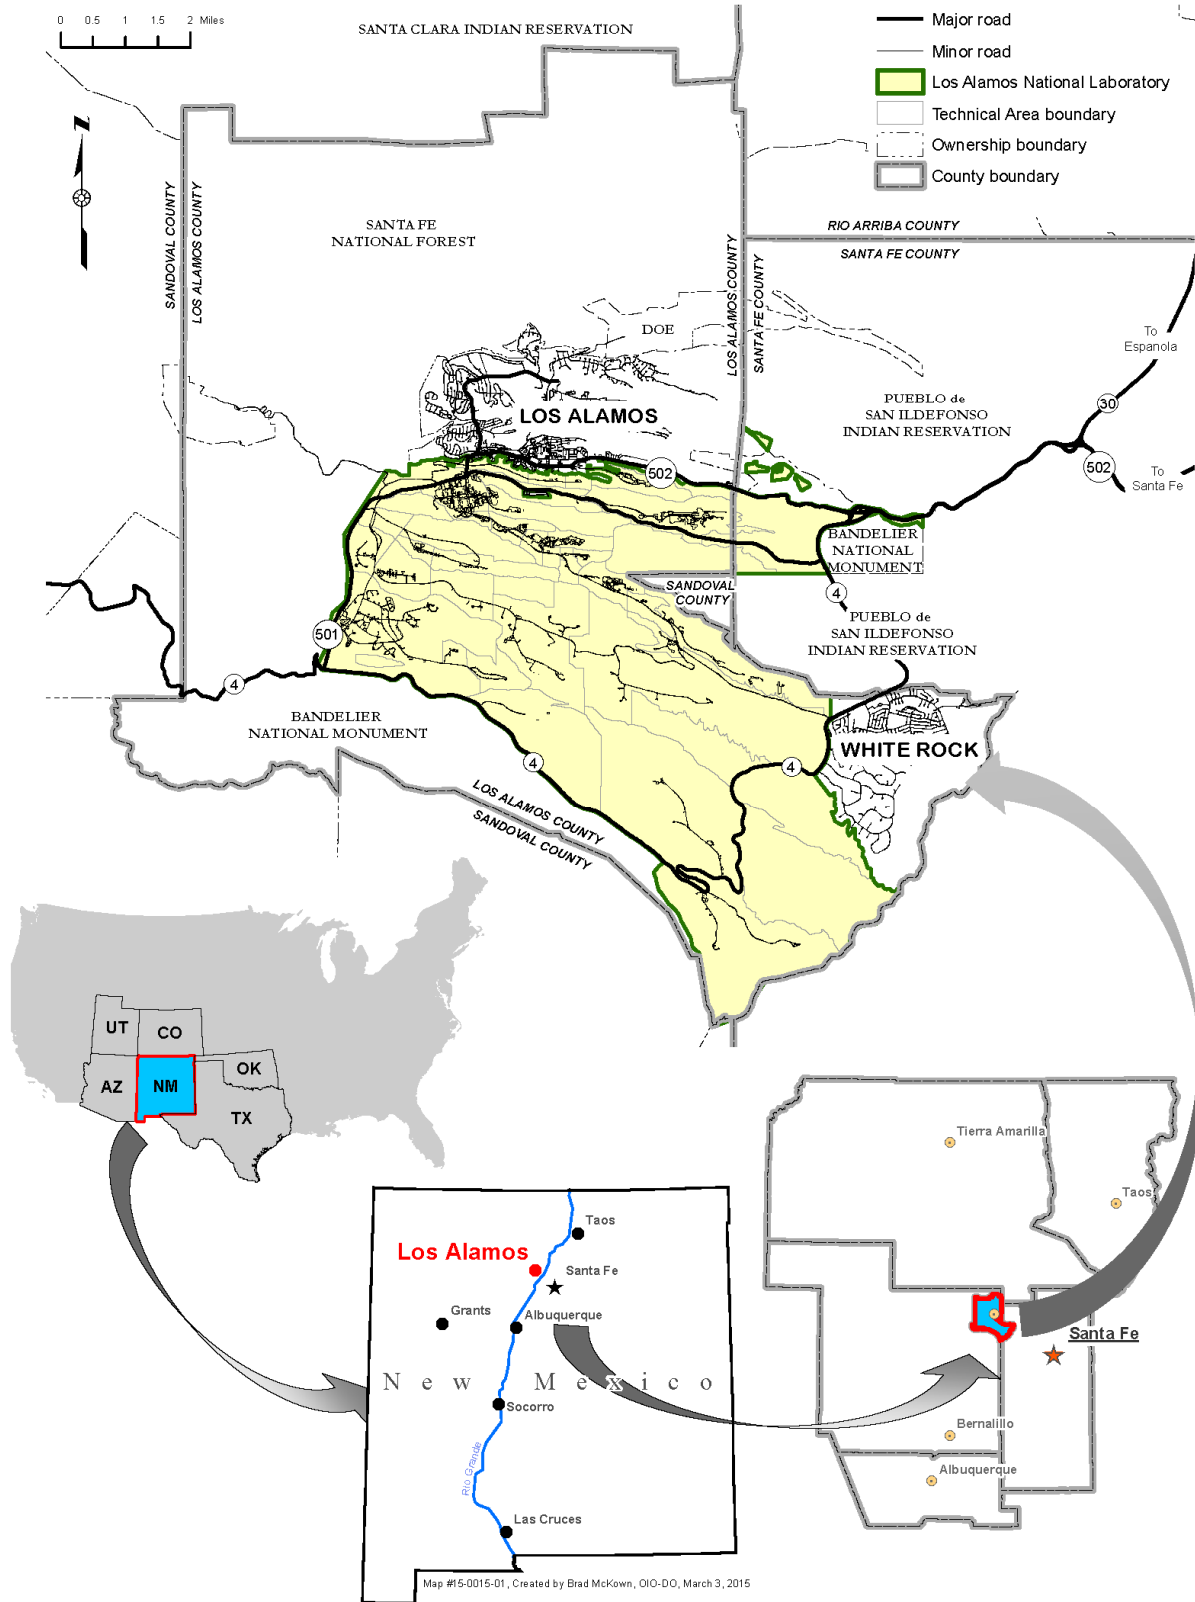 0 0.5 1 1.5 2 Miles
SANTA CLARA INDIAN RESERVATION
Major road
Minor road
Los Alamos National Laboratory
Technical Area boundary
Ownership boundary
County boundary
N
SANDOVAL COUNTY
LOS ALAMOS COUNTY
SANTA FE
NATIONAL FOREST
RIO ARRIBA COUNTY
SANTA FE COUNTY
LOS ALAMOS COUNTY
SANTA FE COUNTY
DOE
To
Espanola
PUEBLO de
SAN ILDEFONSO
INDIAN RESERVATION
30
LOS ALAMOS
502
502
To
Santa Fe
BANDELIER
NATIONAL
MONUMENT
SANDOVAL
COUNTY
4
PUEBLO de
SAN ILDEFONSO
INDIAN RESERVATION
501
4
BANDELIER
NATIONAL MONUMENT
WHITE ROCK
4
4
LOS ALAMOS COUNTY
SANDOVAL COUNTY
UT
CO
AZ
NM
OK
TX
Tierra Amarilla
Taos
Taos
Los Alamos
Santa Fe
Grants
Albuquerque
Santa Fe
New Mexico
Socorro
Bernalillo
Rio Grande
Albuquerque
Las Cruces
Map #15-0015-01, Created by Brad McKown, OIO-DO, March 3, 2015